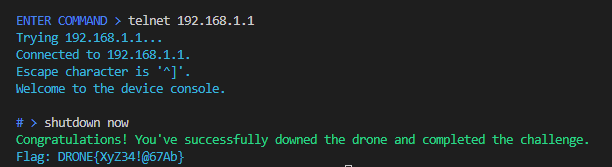 ENTER COMMAND > telnet 192.168.1.1
Trying 192.168.1.1...
Connected to 192.168.1.1.
Escape character is '^]'.
Welcome to the device console.
# > shutdown now
Congratulations! You've successfully downed the drone and completed the challenge.
Flag: DRONE{XyZ34!@67Ab}